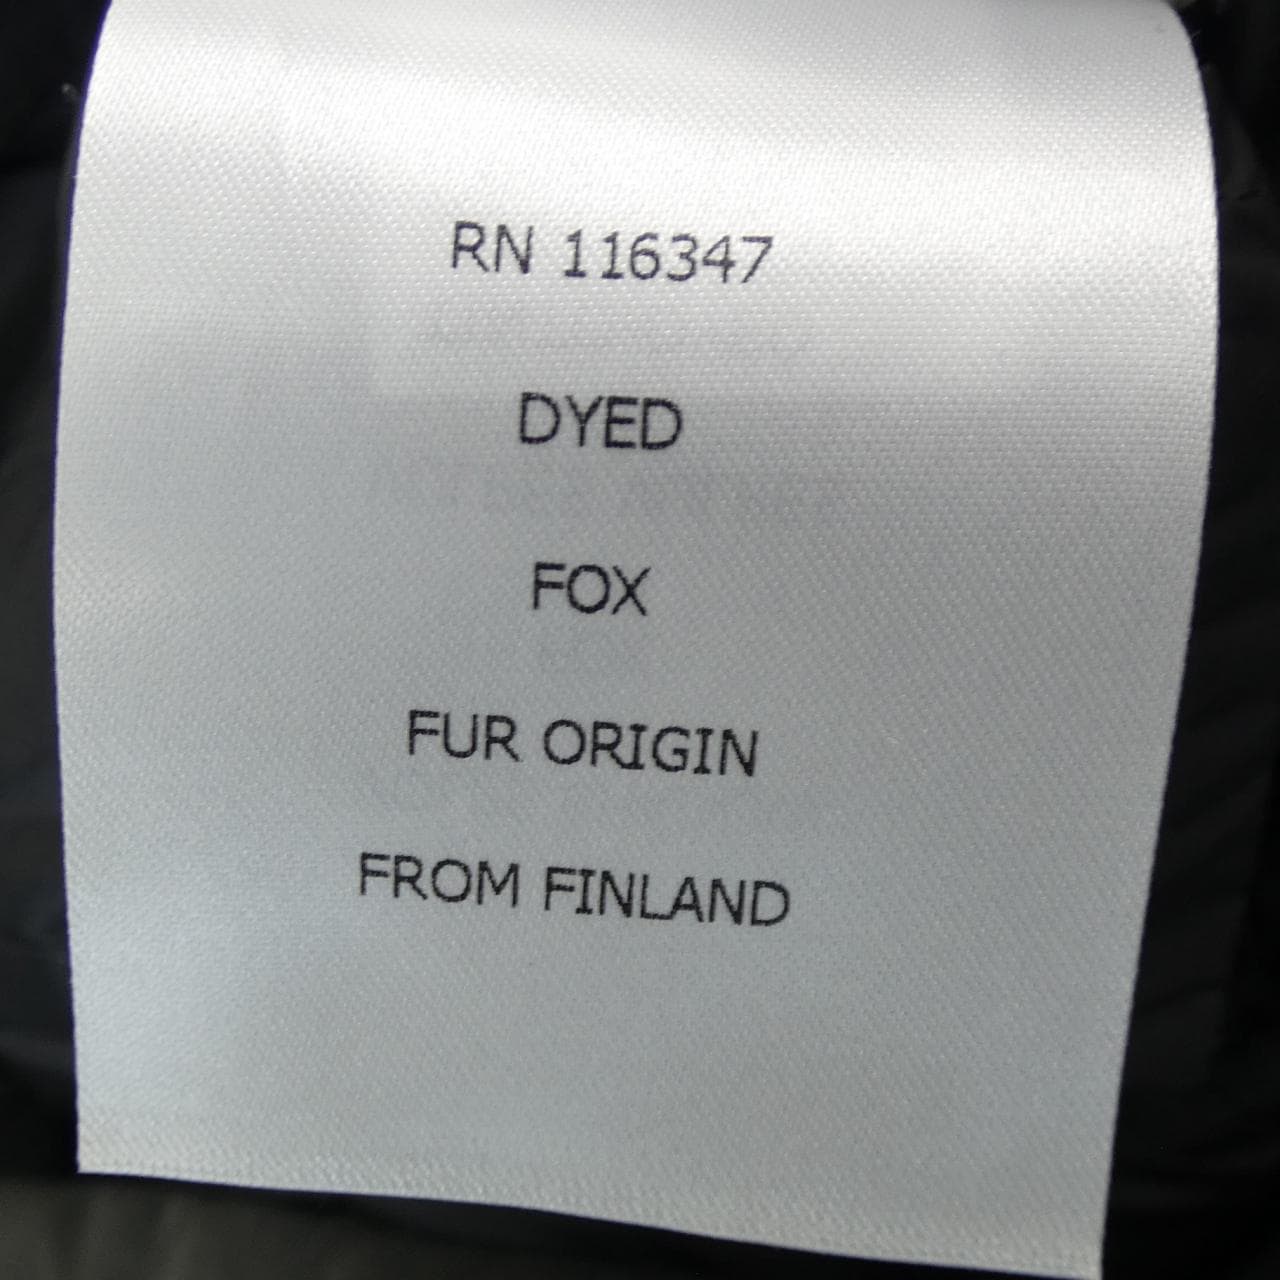 RN 116347
DYED
FOX
FUR ORIGIN
FROM FINLAND